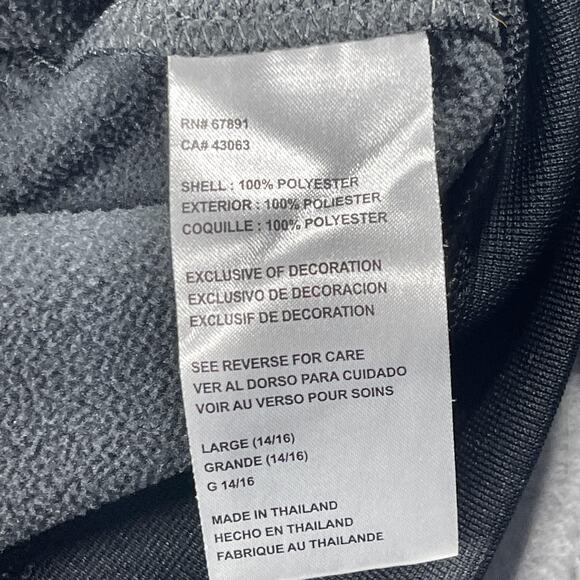 RN# 67891
CA# 43063
SHELL : 100% POLYESTER
EXTERIOR : 100% POLIESTER
COQUILLE : 100% POLYESTER
EXCLUSIVE OF DECORATION
EXCLUSIVO DE DECORACION
EXCLUSIF DE DECORATION
SEE REVERSE FOR CARE
VER AL DORSO PARA CUIDADO
VOIR AU VERSO POUR SOINS
LARGE (14/16)
GRANDE (14/16)
G 14/16
MADE IN THAILAND
HECHO EN THAILAND
FABRIQUE AU THAILANDE